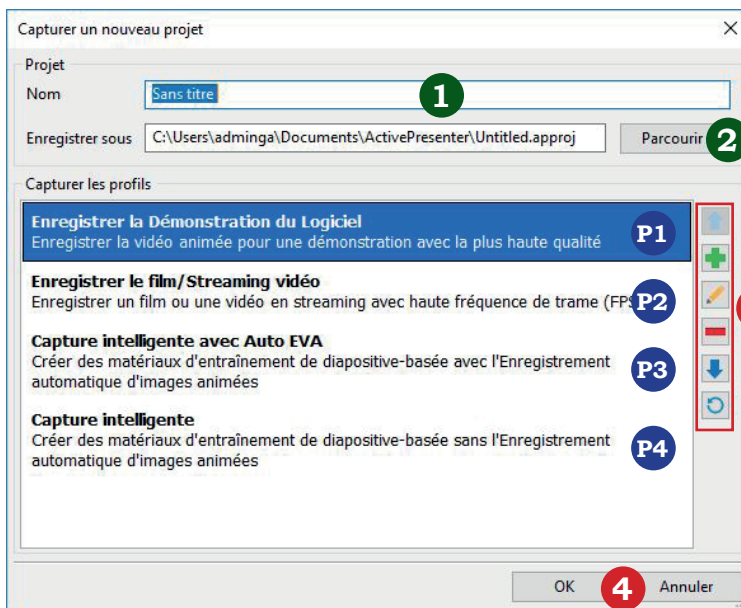 Capturer un nouveau projet
Projet
Nom
Sans titre
1
Enregistrer sous
C:\Users\adminga\Documents\ActivePresenter\Untitled.approj
Parcourir
2
Capturer les profils
Enregistrer la Démonstration du Logiciel
Enregistrer la vidéo animée pour une démonstration avec la plus haute qualité
P1
Enregistrer le film/Streaming vidéo
Enregistrer un film ou une vidéo en streaming avec haute fréquence de trame (FPS
P2
Capture intelligente avec Auto EVA
Créer des matériaux d'entraînement de diapositive-basée avec l'Enregistrement
automatique d'images animées
P3
Capture intelligente
Créer des matériaux d'entraînement de diapositive-basée sans l'Enregistrement
automatique d'images animées
P4
OK
4
Annuler